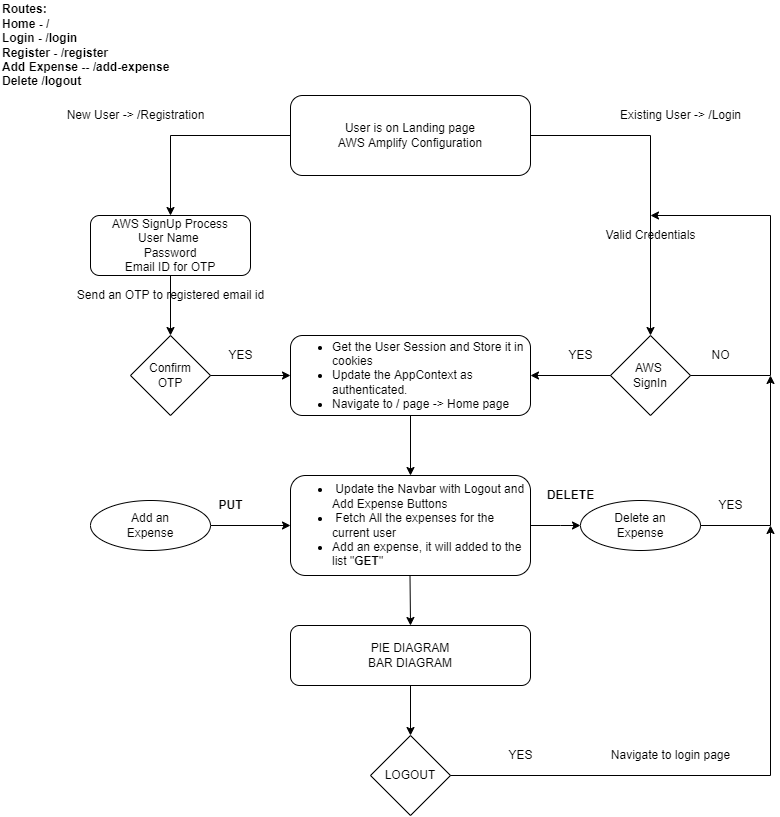 Routes:
Home - /
Login - /login
Register - /register
Add Expense -- /add-expense
Delete /logout
New User -> /Registration
User is on Landing page
AWS Amplify Configuration
Existing User -> /Login
AWS SignUp Process
User Name
Password
Email ID for OTP
Valid Credentials
Send an OTP to registered email id
Confirm
OTP
YES
• Get the User Session and Store it in
cookies
• Update the AppContext as
authenticated.
• Navigate to / page -> Home page
YES
AWS
SignIn
NO
Add an
Expense
PUT
• Update the Navbar with Logout and
Add Expense Buttons
• Fetch All the expenses for the
current user
• Add an expense, it will added to the
list "GET"
DELETE
Delete an
Expense
YES
PIE DIAGRAM
BAR DIAGRAM
LOGOUT
YES
Navigate to login page